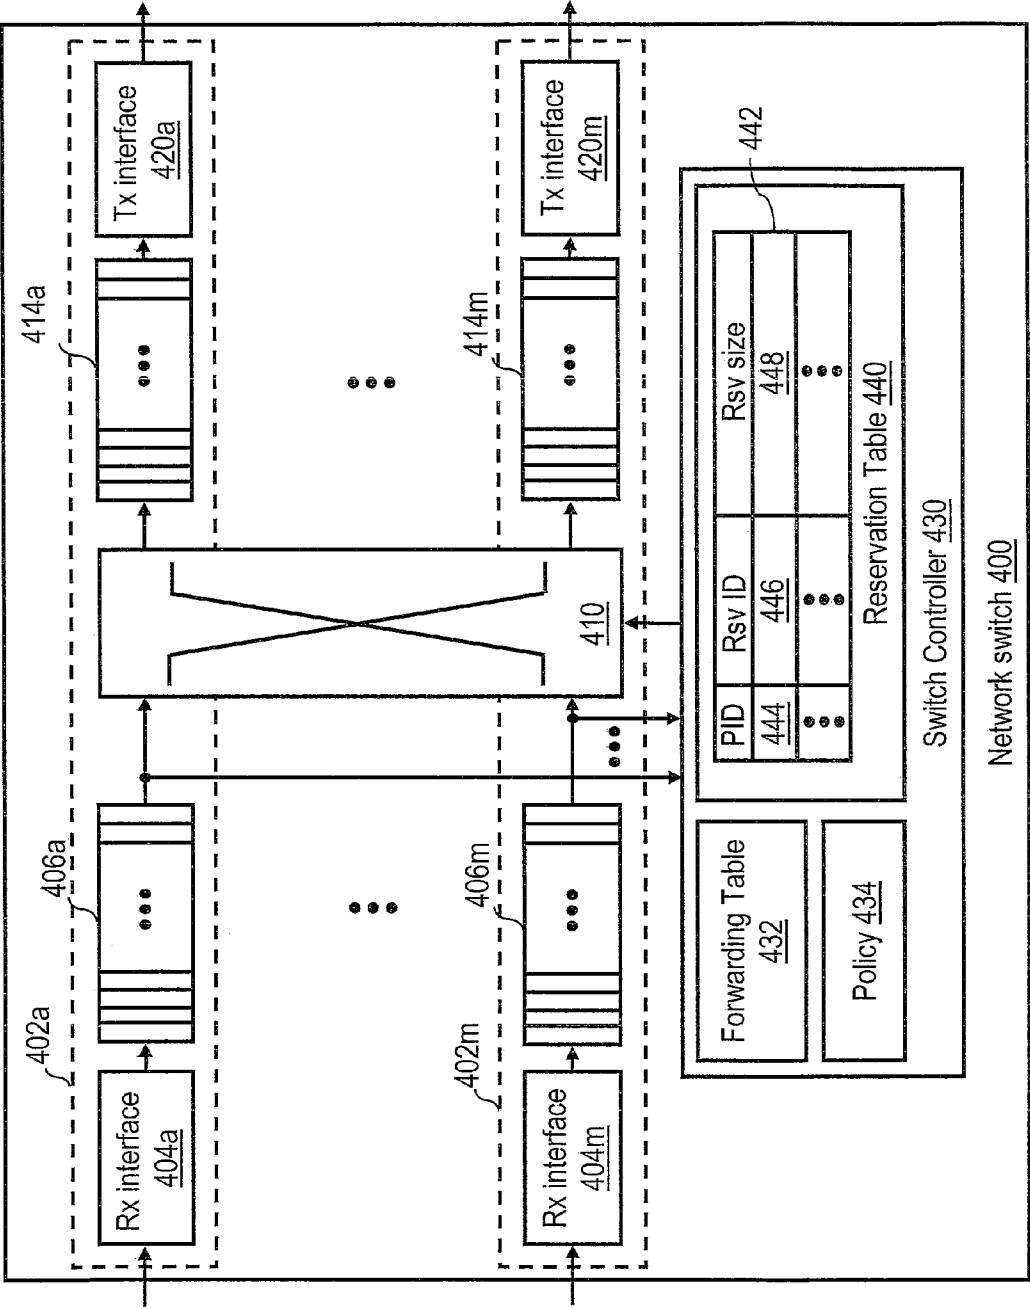 402a
Rx interface
404a
406a
414a
Tx interface
420a
402m
Rx interface
404m
406m
410
414m
Tx interface
420m
Forwarding Table
432
Policy 434
442
PID
Rsv ID
Rsv size
444
446
448
Reservation Table 440
Switch Controller 430
Network switch 400